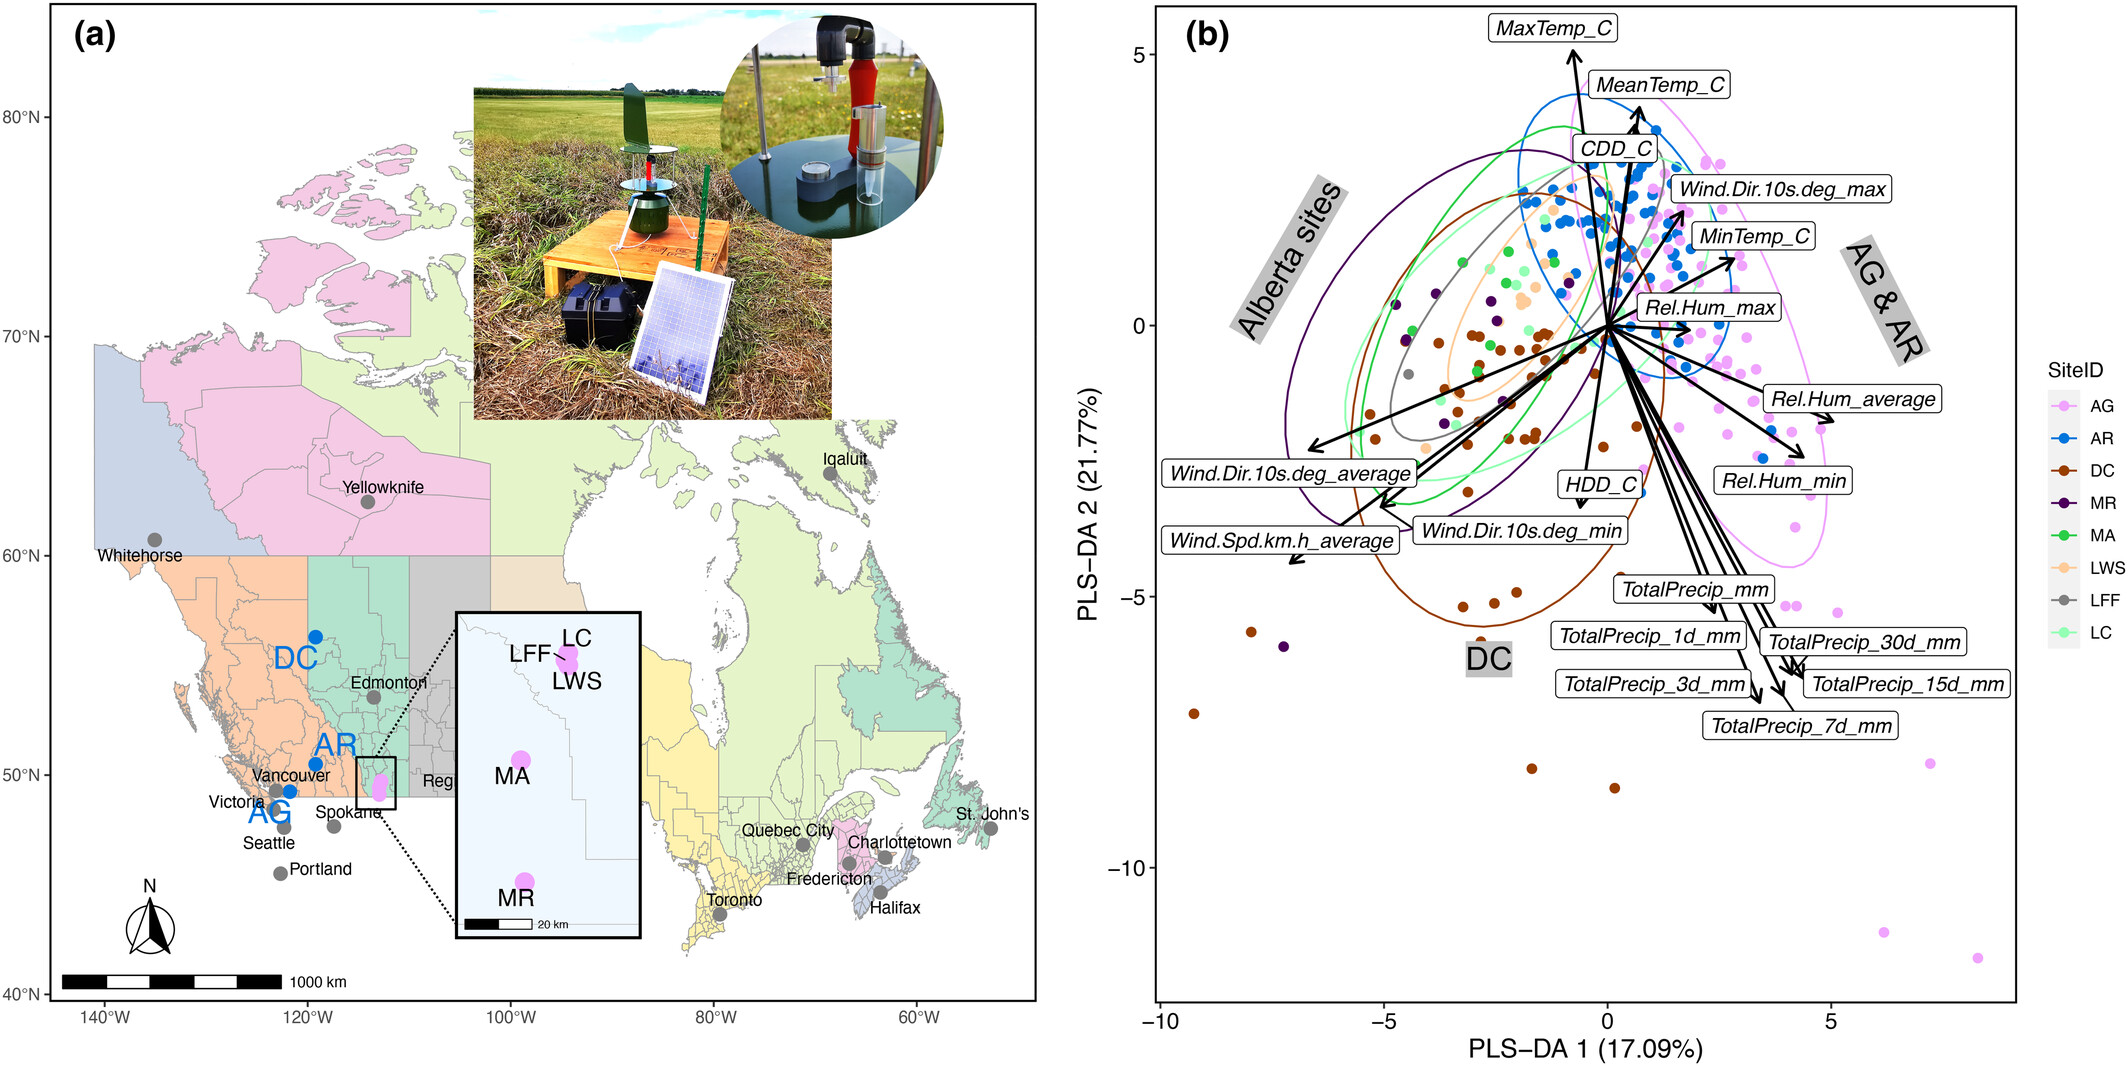 (a)
80°N
70°N
60°N
50°N
40°N
140°W
120°W
100°W
80°W
60°W
Iqaluit
Yellowknife
Whitehorse
DC
Edmonton
AR
Vancouver
Victoria
AG
Spokane
Seattle
Portland
Reg
LC
LFF
LWS
MA
MR
20 km
Quebec City
Charlottetown
St. John's
Fredericton
Halifax
Toronto
N
1000 km
(b)
MaxTemp_C
MeanTemp_C
CDD_C
Wind.Dir.10s.deg_max
MinTemp_C
Rel.Hum_max
Rel.Hum_average
Rel.Hum_min
Wind.Dir.10s.deg_average
HDD_C
Wind.Dir.10s.deg_min
Wind.Spd.km.h_average
TotalPrecip_mm
TotalPrecip_1d_mm
TotalPrecip_30d_mm
TotalPrecip_3d_mm
TotalPrecip_15d_mm
TotalPrecip_7d_mm
Alberta sites
AG & AR
DC
5
0
−5
−10
−10
−5
0
5
PLS−DA 1 (17.09%)
PLS−DA 2 (21.77%)
SiteID
AG
AR
DC
MR
MA
LWS
LFF
LC